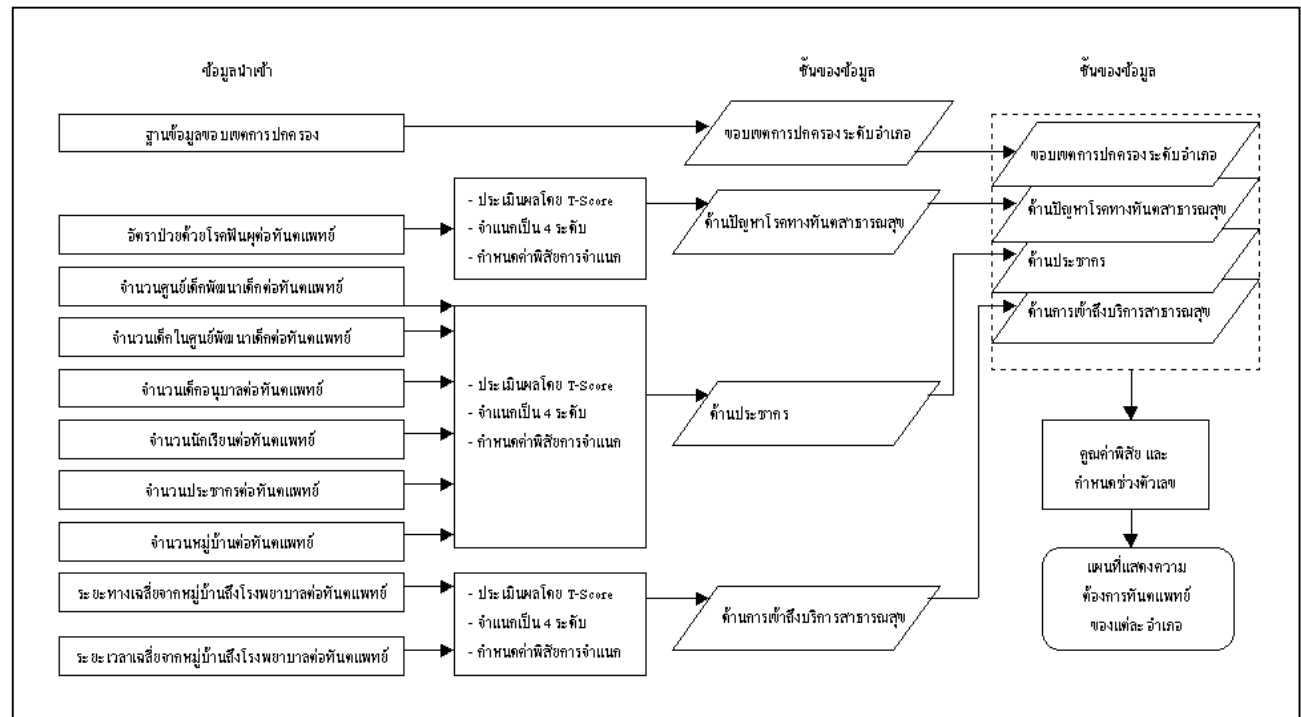 ข้อมูลนำเข้า
ชั้นของข้อมูล
ชั้นของข้อมูล
ฐานข้อมูลขอบเขตการปกครอง
ขอบเขตการปกครองระดับอำเภอ
ขอบเขตการปกครองระดับอำเภอ
อัตราป่วยด้วยโรคฟันผุต่อทันตแพทย์
- ประเมินผลโดย T-Score
- จำแนกเป็น 4 ระดับ
- กำหนดค่าพิสัยการจำแนก
ด้านปัญหาโรคทางทันตสาธารณสุข
ด้านปัญหาโรคทางทันตสาธารณสุข
ด้านประชากร
ด้านการเข้าถึงบริการสาธารณสุข
จำนวนศูนย์เด็กพัฒนาเด็กต่อทันตแพทย์
จำนวนเด็กในศูนย์พัฒนาเด็กต่อทันตแพทย์
จำนวนเด็กอนุบาลต่อทันตแพทย์
จำนวนนักเรียนต่อทันตแพทย์
จำนวนประชากรต่อทันตแพทย์
จำนวนหมู่บ้านต่อทันตแพทย์
- ประเมินผลโดย T-Score
- จำแนกเป็น 4 ระดับ
- กำหนดค่าพิสัยการจำแนก
ด้านประชากร
คูณค่าพิสัย และ
กำหนดช่วงตัวเลข
ระยะทางเฉลี่ยจากหมู่บ้านถึงโรงพยาบาลต่อทันตแพทย์
ระยะเวลาเฉลี่ยจากหมู่บ้านถึงโรงพยาบาลต่อทันตแพทย์
- ประเมินผลโดย T-Score
- จำแนกเป็น 4 ระดับ
- กำหนดค่าพิสัยการจำแนก
ด้านการเข้าถึงบริการสาธารณสุข
แผนที่แสดงความ
ต้องการทันตแพทย์
ของแต่ละอำเภอ